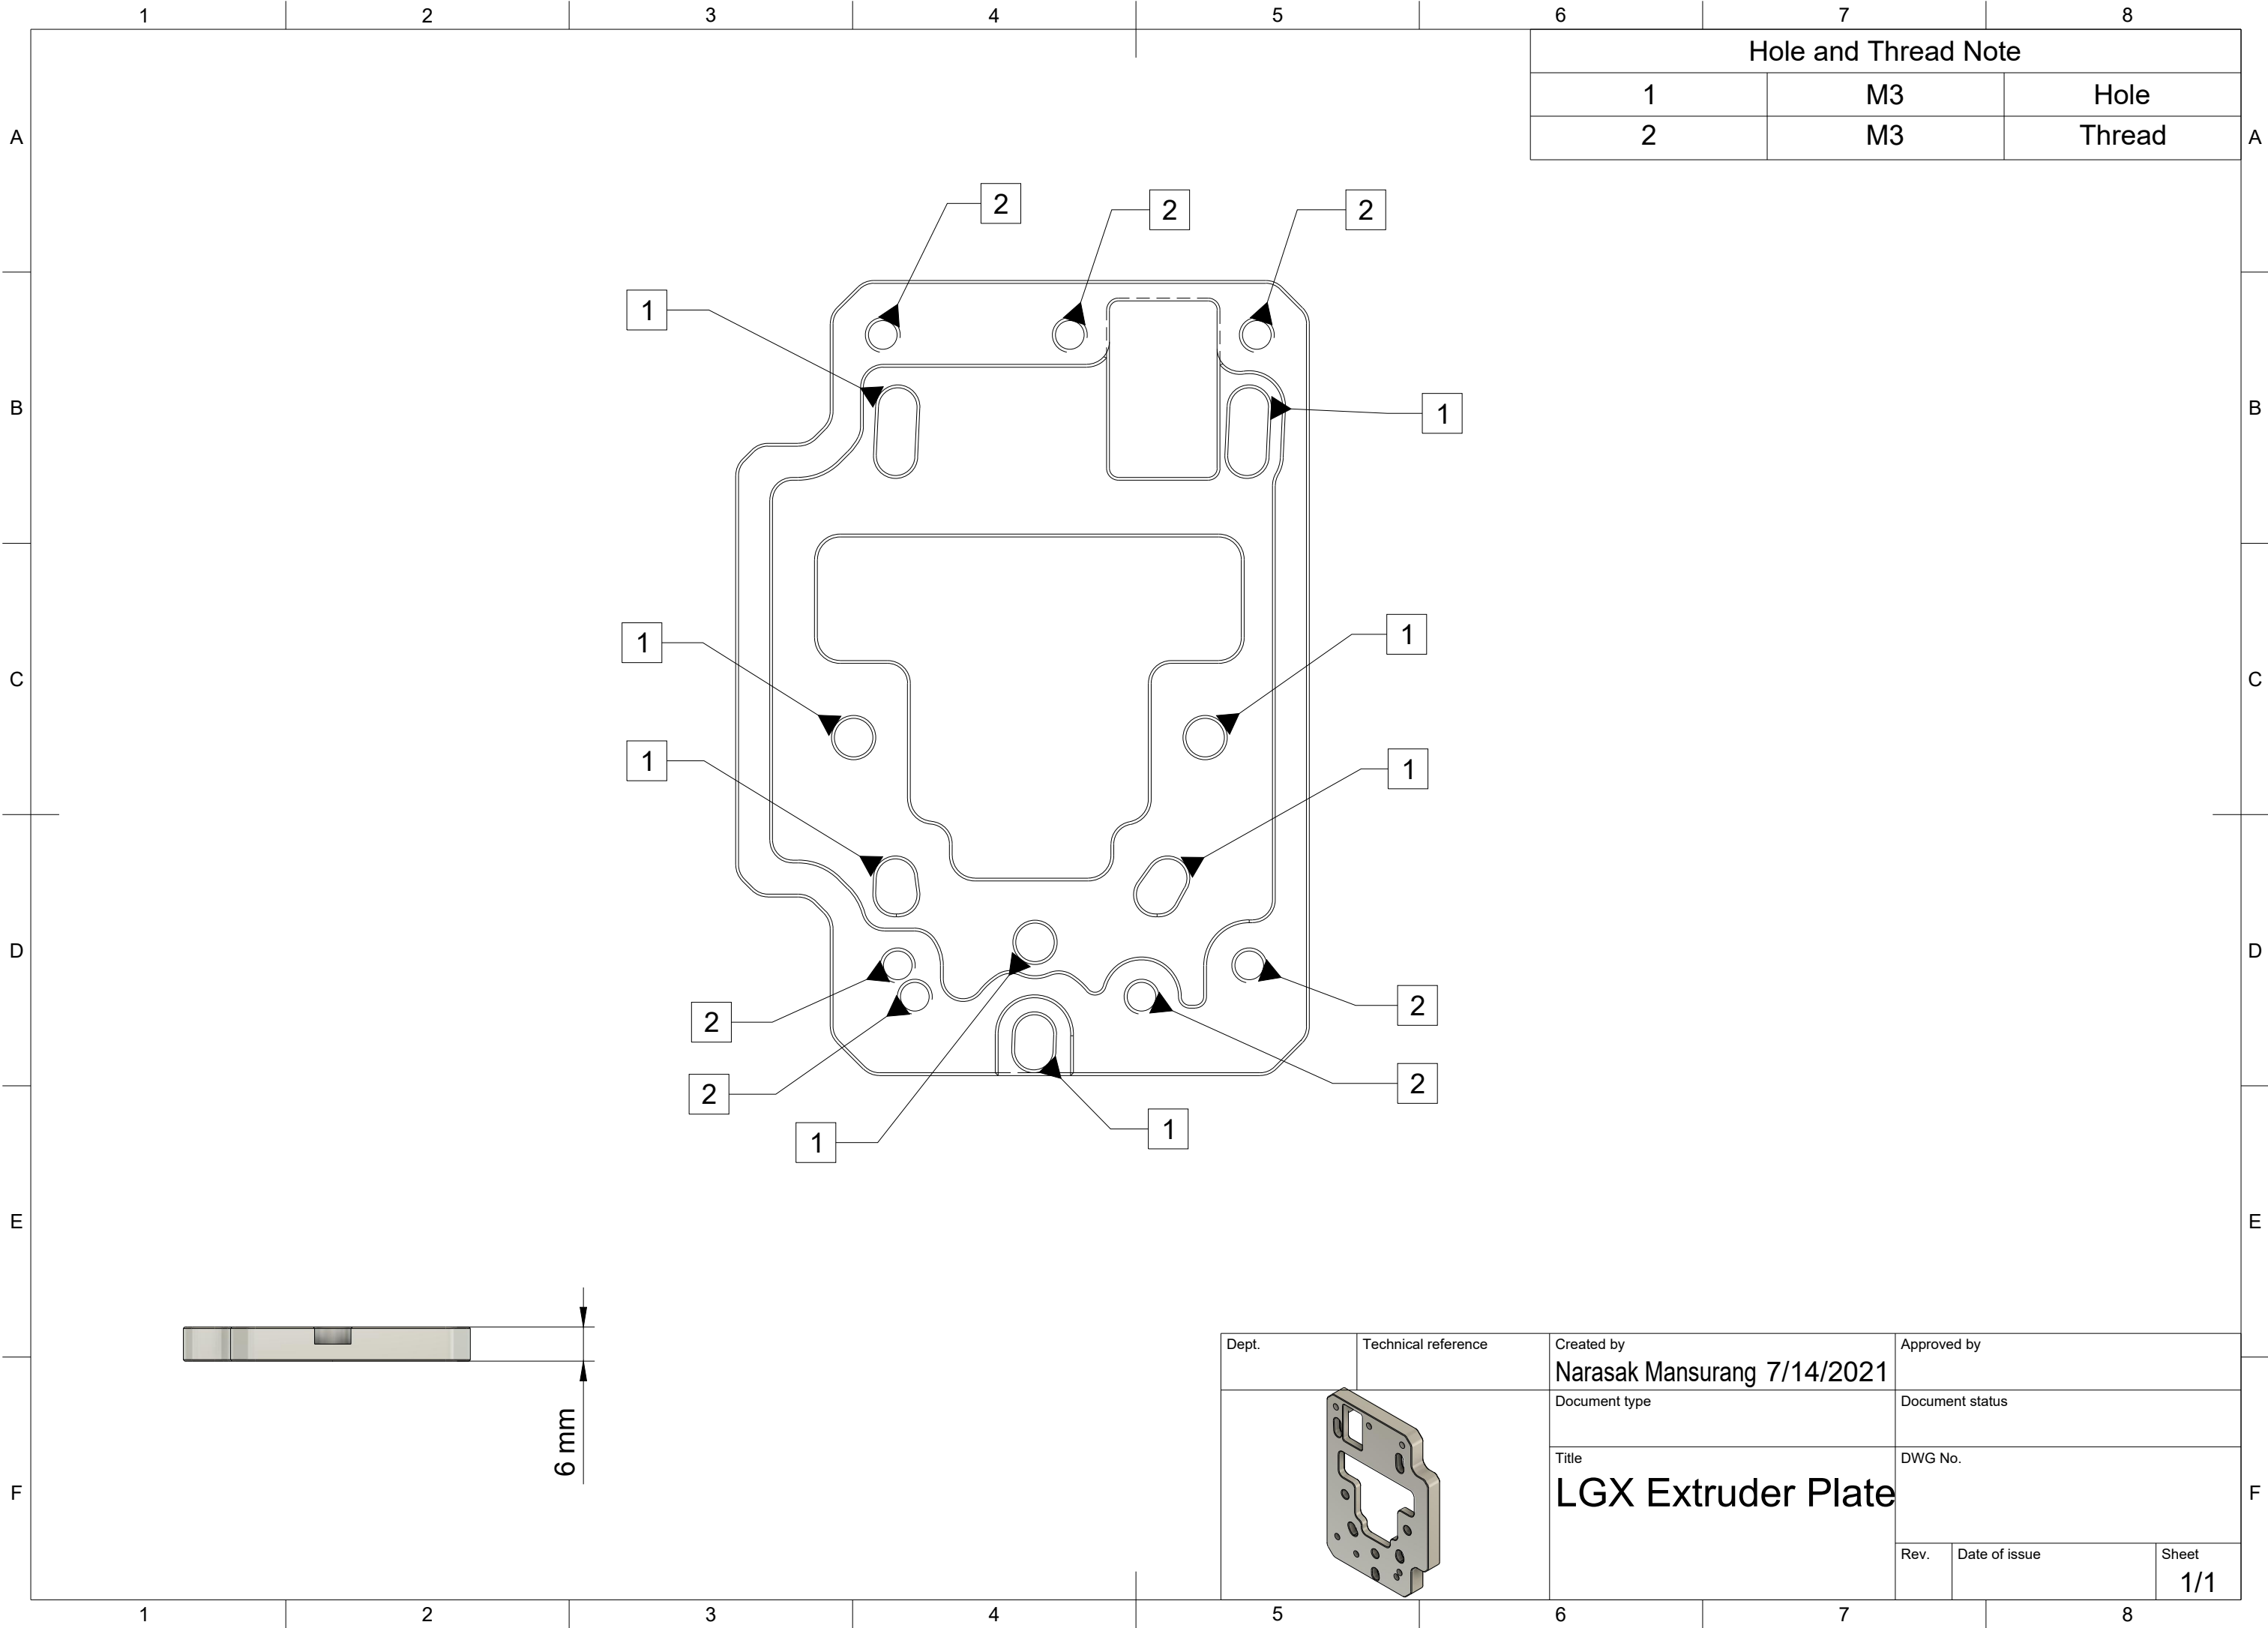 1 2 3 4 5 6 7 8
Hole and Thread Note
1 M3 Hole
2 M3 Thread
A A
2 2 2
1
B B
1
1 1
C C
1 1
1 1
D D
2 2
2 2
1 1
E E
6 mm
F F
Dept. Technical reference Created by Approved by
Narasak Mansurang 7/14/2021
Document type Document status
Title DWG No.
LGX Extruder Plate
Rev. Date of issue Sheet
1/1
1 2 3 4 5 6 7 8